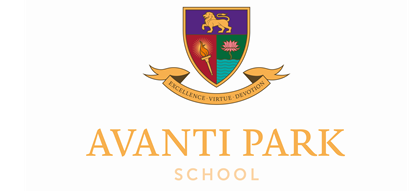 EXCELLENCE · VIRTUE · DEVOTION
AVANTI PARK
SCHOOL